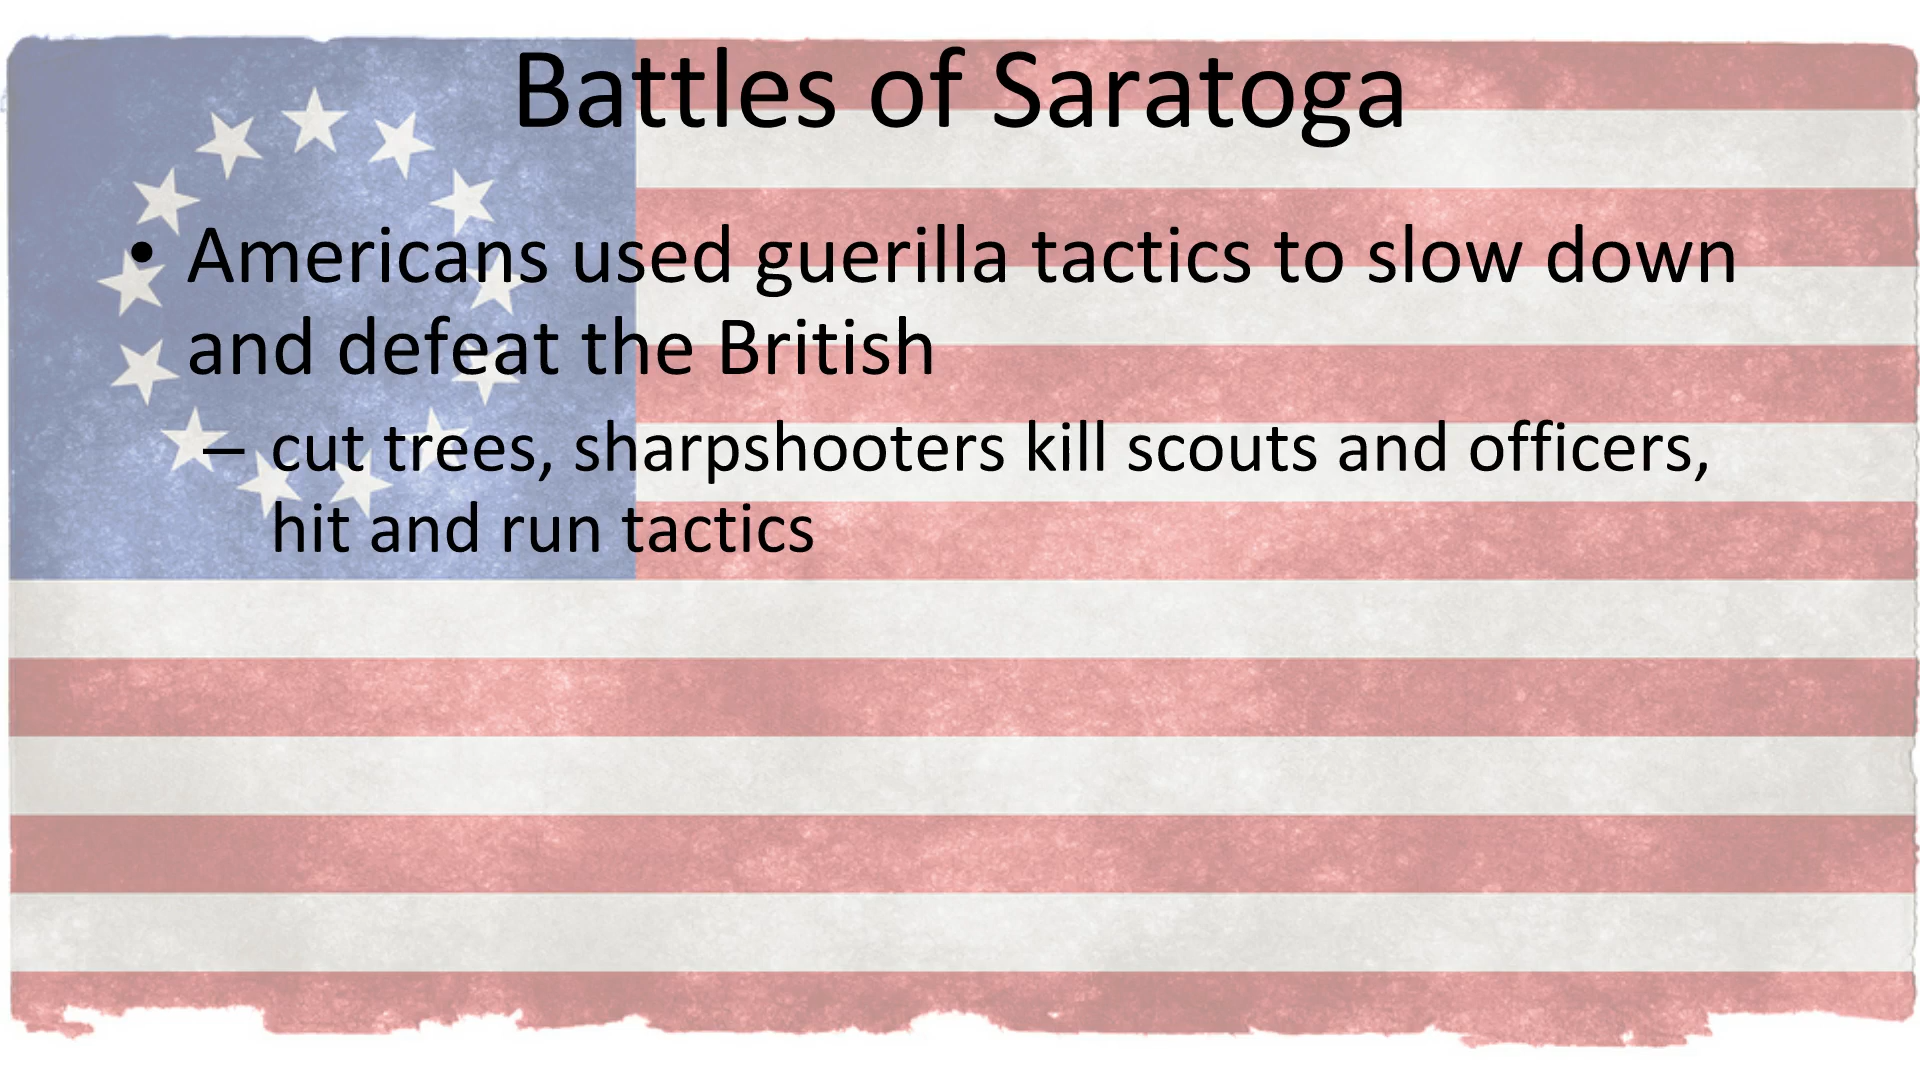 Battles of Saratoga
• Americans used guerilla tactics to slow down
and defeat the British
– cut trees, sharpshooters kill scouts and officers,
hit and run tactics